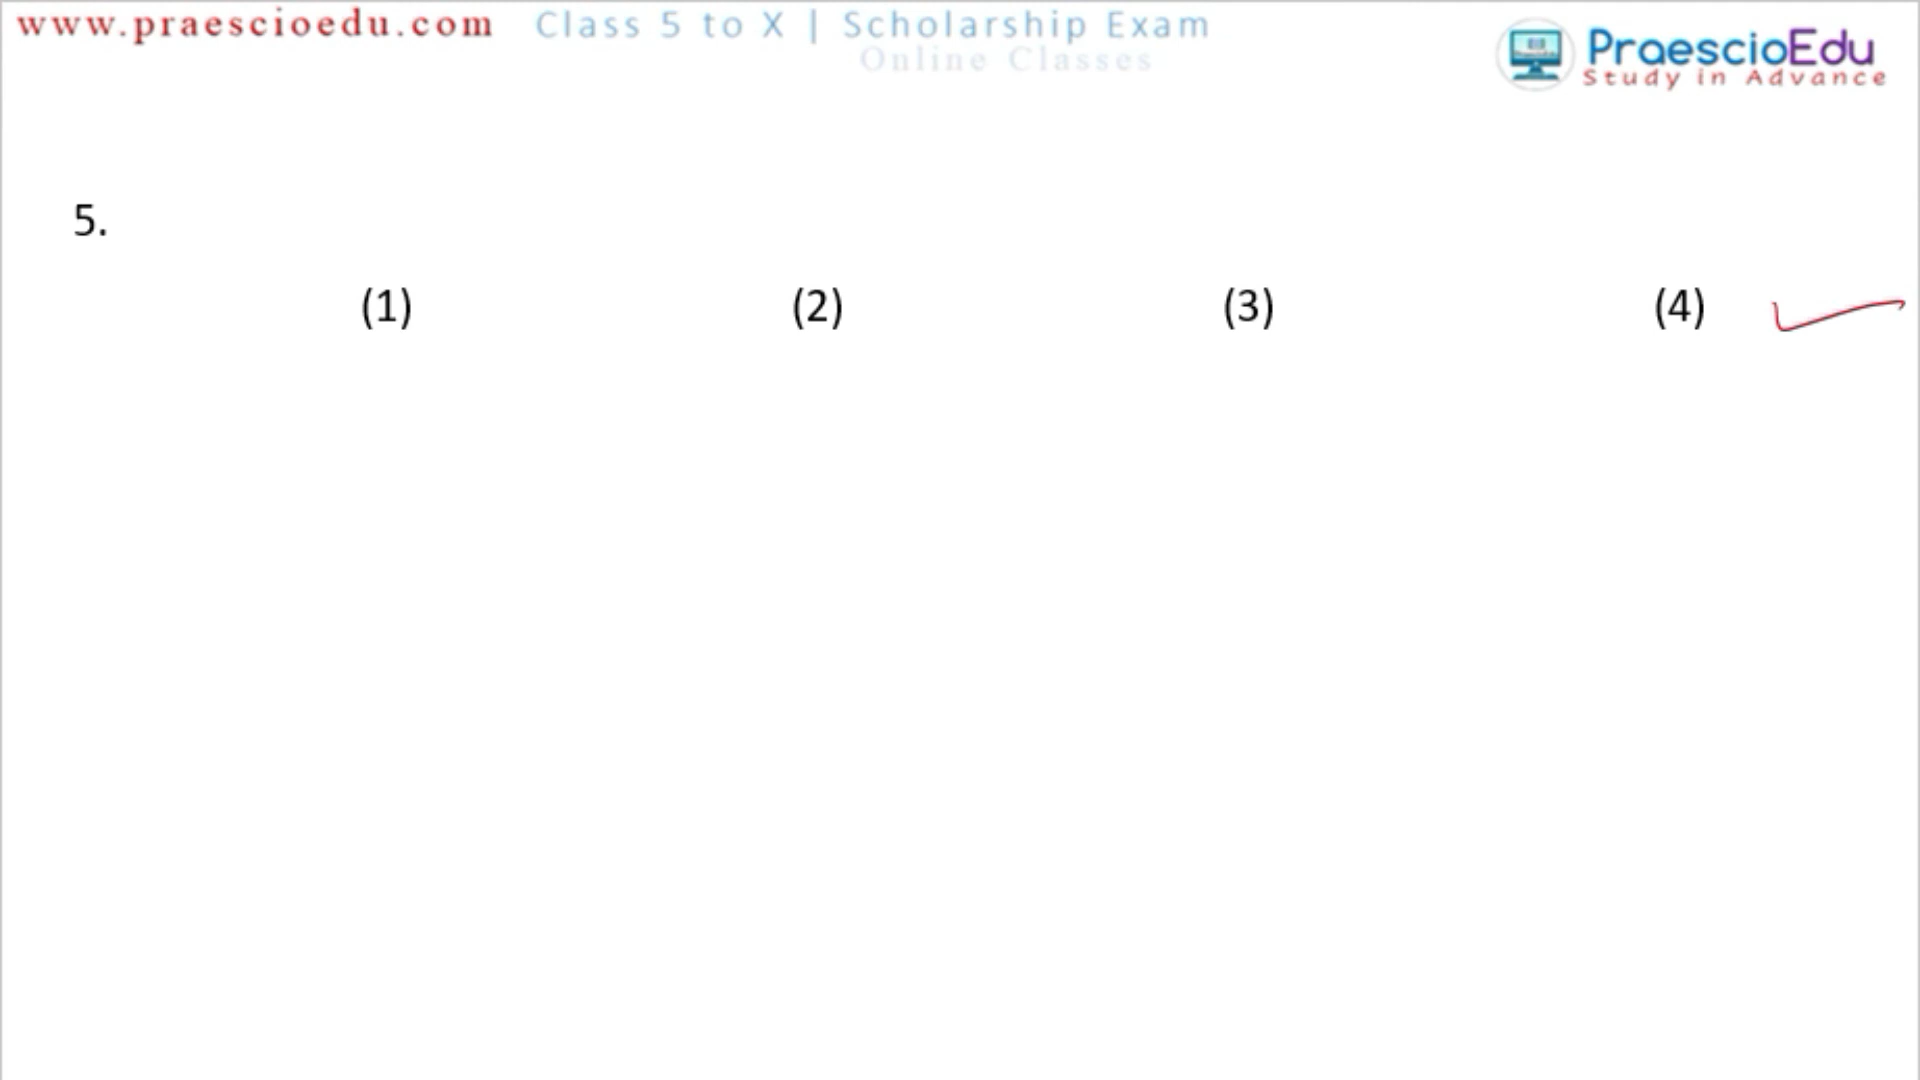 www.praescioedu.com Class 5 to X | Scholarship Exam
Online Classes
PraescioEdu
Study in Advance
5.
(1) (2) (3) (4)